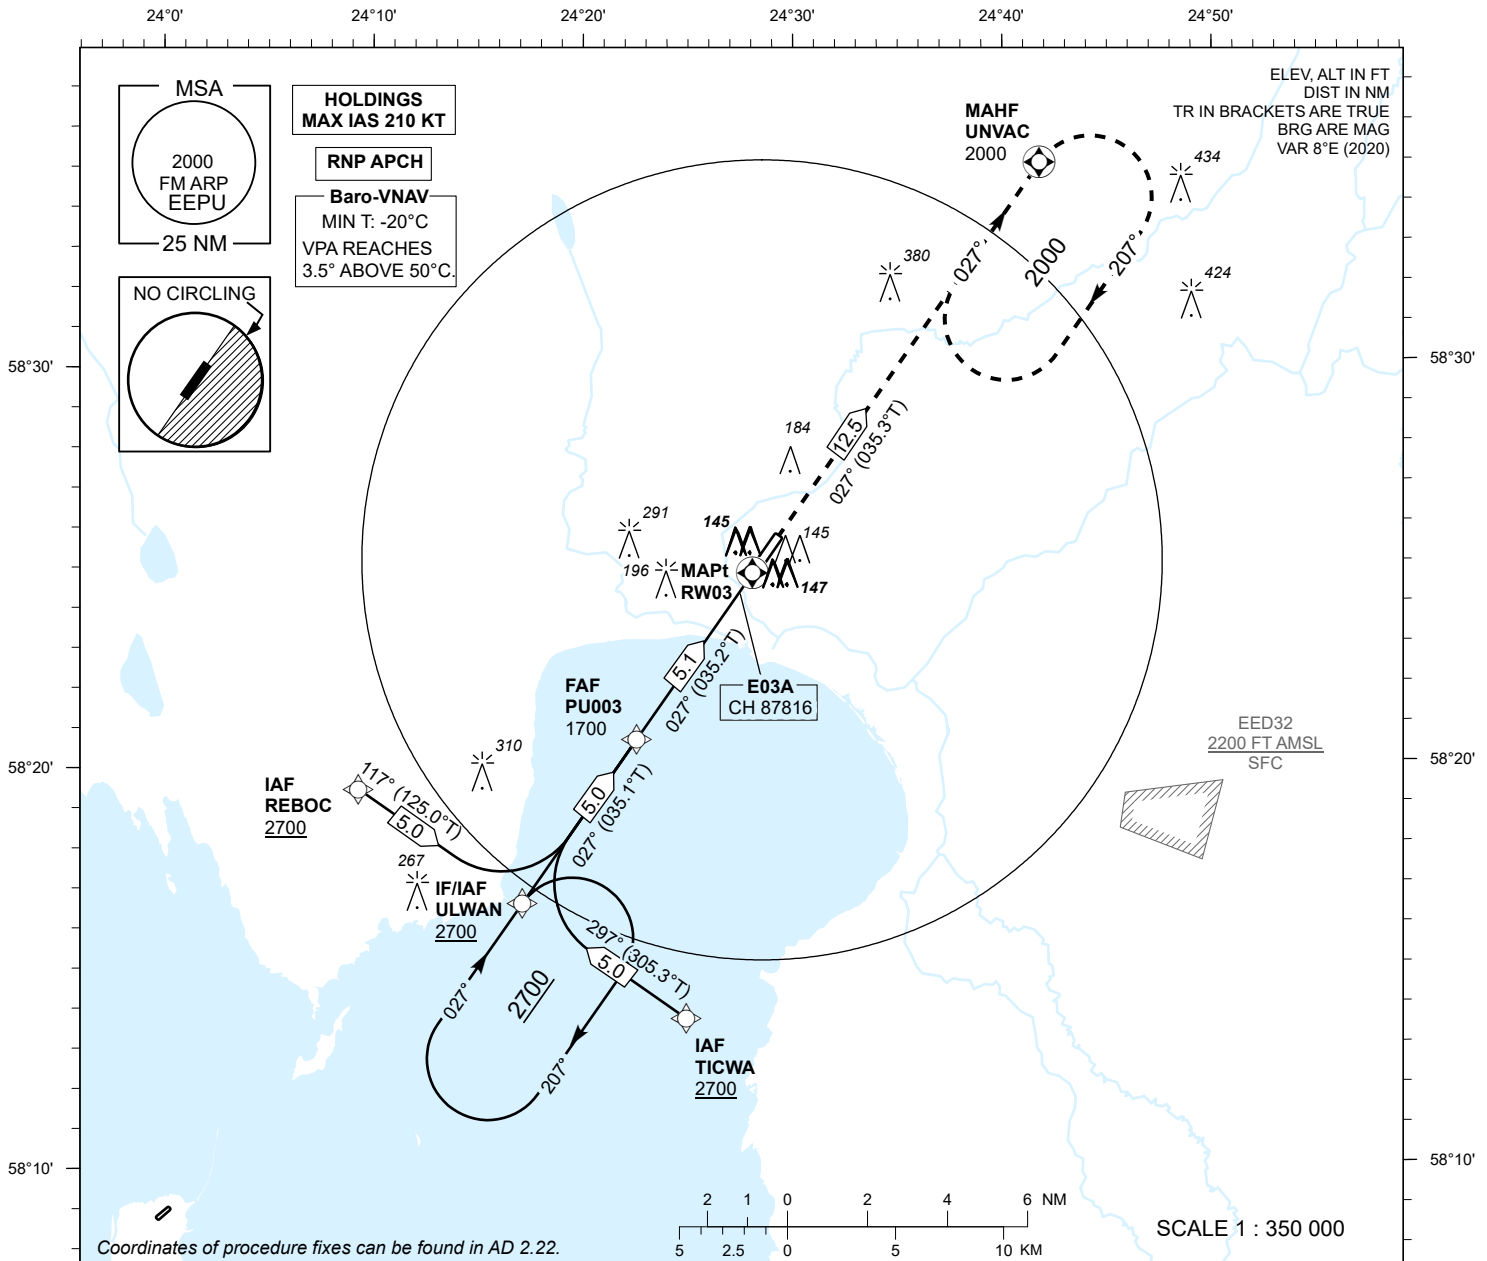 24°0'
24°10'
24°20'
24°30'
24°40'
24°50'
MSA
2000
FM ARP
EEPU
25 NM
HOLDINGS
MAX IAS 210 KT
RNP APCH
Baro-VNAV
MIN T: -20°C
VPA REACHES
3.5° ABOVE 50°C.
NO CIRCLING
ELEV, ALT IN FT
DIST IN NM
TR IN BRACKETS ARE TRUE
BRG ARE MAG
VAR 8°E (2020)
MAHF
UNVAC
2000
434
424
380
027°
2000
207°
58°30'
58°30'
12.5
027° (035.3°T)
184
291
145
145
196
MAPt
RW03
147
5.1
027° (035.2°T)
E03A
CH 87816
FAF
PU003
1700
EED32
2200 FT AMSL
SFC
310
58°20'
58°20'
IAF
REBOC
2700
117° (125.0°T)
5.0
5.0
027° (035.1°T)
267
IF/IAF
ULWAN
2700
297° (305.3°T)
5.0
027°
2700
207°
IAF
TICWA
2700
58°10'
58°10'
2 1 0 2 4 6 NM
5 2.5 0 5 10 KM
SCALE 1 : 350 000
Coordinates of procedure fixes can be found in AD 2.22.